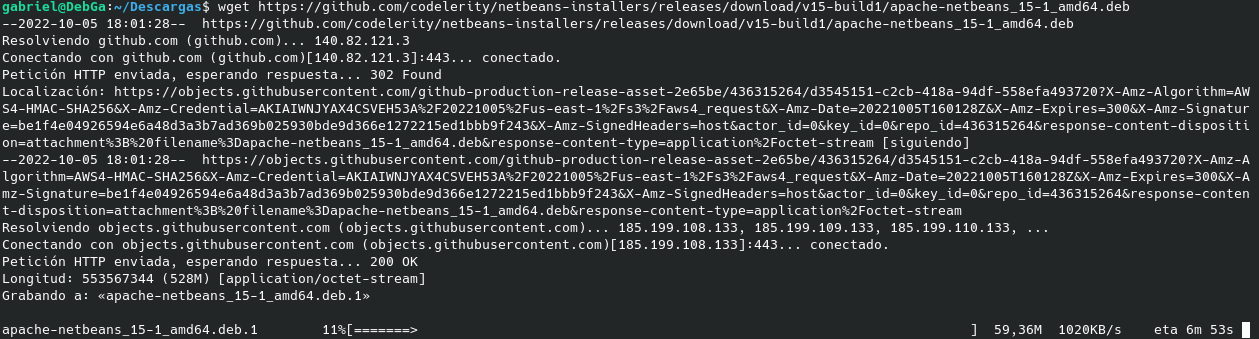 gabriel@DebGa:~/Descargas$ wget https://github.com/codelerity/netbeans-installers/releases/download/v15-build1/apache-netbeans_15-1_amd64.deb
--2022-10-05 18:01:28--  https://github.com/codelerity/netbeans-installers/releases/download/v15-build1/apache-netbeans_15-1_amd64.deb
Resolviendo github.com (github.com)... 140.82.121.3
Conectando con github.com (github.com)[140.82.121.3]:443... conectado.
Petición HTTP enviada, esperando respuesta... 302 Found
Localización: https://objects.githubusercontent.com/github-production-release-asset-2e65be/436315264/d3545151-c2cb-418a-94df-558efa493720?X-Amz-Algorithm=AW
S4-HMAC-SHA256&X-Amz-Credential=AKIAIWNJYAX4CSVEH53A%2F20221005%2Fus-east-1%2Fs3%2Faws4_request&X-Amz-Date=20221005T160128Z&X-Amz-Expires=300&X-Amz-Signatur
e=be1f4e04926594e6a48d3a3b7ad369b025930bde9d366e1272215ed1bbb9f243&X-Amz-SignedHeaders=host&actor_id=0&key_id=0&repo_id=436315264&response-content-dispositi
on=attachment%3B%20filename%3Dapache-netbeans_15-1_amd64.deb&response-content-type=application%2Foctet-stream [siguiendo]
--2022-10-05 18:01:28--  https://objects.githubusercontent.com/github-production-release-asset-2e65be/436315264/d3545151-c2cb-418a-94df-558efa493720?X-Amz-A
lgorithm=AWS4-HMAC-SHA256&X-Amz-Credential=AKIAIWNJYAX4CSVEH53A%2F20221005%2Fus-east-1%2Fs3%2Faws4_request&X-Amz-Date=20221005T160128Z&X-Amz-Expires=300&X-A
mz-Signature=be1f4e04926594e6a48d3a3b7ad369b025930bde9d366e1272215ed1bbb9f243&X-Amz-SignedHeaders=host&actor_id=0&key_id=0&repo_id=436315264&response-conten
t-disposition=attachment%3B%20filename%3Dapache-netbeans_15-1_amd64.deb&response-content-type=application%2Foctet-stream
Resolviendo objects.githubusercontent.com (objects.githubusercontent.com)... 185.199.108.133, 185.199.109.133, 185.199.110.133, ...
Conectando con objects.githubusercontent.com (objects.githubusercontent.com)[185.199.108.133]:443... conectado.
Petición HTTP enviada, esperando respuesta... 200 OK
Longitud: 553567344 (528M) [application/octet-stream]
Grabando a: «apache-netbeans_15-1_amd64.deb.1»
apache-netbeans_15-1_amd64.deb.1        11%[=======>                                                                    ]  59,36M  1020KB/s    eta 6m 53s